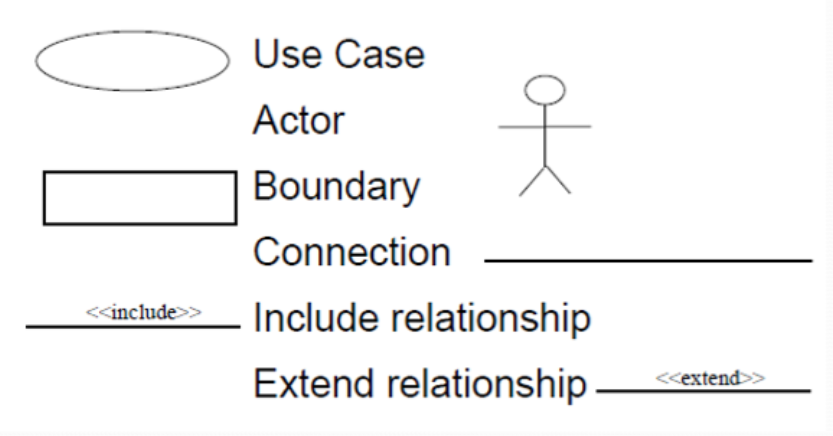 Use Case
Actor
Boundary
Connection
<<include>> Include relationship
Extend relationship <<extend>>